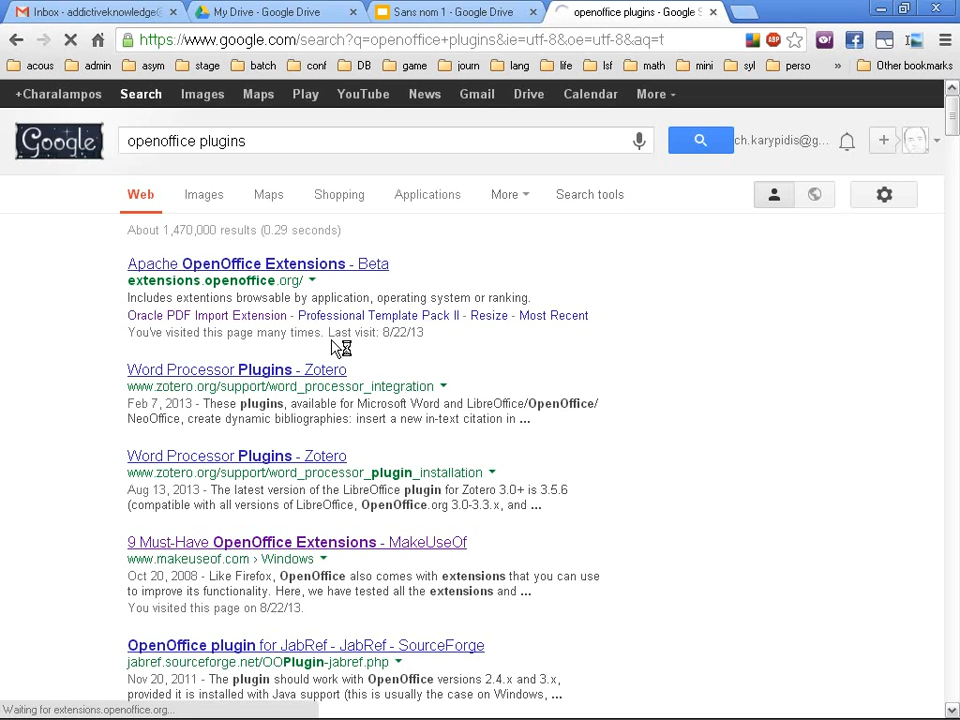 Inbox - addictiveknowledge@
My Drive - Google Drive
Sans nom 1 - Google Drive
openoffice plugins - Google S
https://www.google.com/search?q=openoffice+plugins&ie=utf-8&oe=utf-8&aq=t
acous admin asym stage batch conf DB game journ lang life lsf math mini syl perso » Other bookmarks
+Charalampos Search Images Maps Play YouTube News Gmail Drive Calendar More
Google openoffice plugins ch.karypidis@g...
Web Images Maps Shopping Applications More Search tools
About 1,470,000 results (0.29 seconds)
Apache OpenOffice Extensions - Beta
extensions.openoffice.org/
Includes extentions browsable by application, operating system or ranking.
Oracle PDF Import Extension - Professional Template Pack II - Resize - Most Recent
You've visited this page many times. Last visit: 8/22/13
Word Processor Plugins - Zotero
www.zotero.org/support/word_processor_integration
Feb 7, 2013 - These plugins, available for Microsoft Word and LibreOffice/OpenOffice/
NeoOffice, create dynamic bibliographies: insert a new in-text citation in ...
Word Processor Plugins - Zotero
www.zotero.org/support/word_processor_plugin_installation
Aug 13, 2013 - The latest version of the LibreOffice plugin for Zotero 3.0+ is 3.5.6
(compatible with all versions of LibreOffice, OpenOffice.org 3.0-3.3.x, and ...
9 Must-Have OpenOffice Extensions - MakeUseOf
www.makeuseof.com › Windows
Oct 20, 2008 - Like Firefox, OpenOffice also comes with extensions that you can use
to improve its functionality. Here, we have tested all the extensions and ...
You visited this page on 8/22/13.
OpenOffice plugin for JabRef - JabRef - SourceForge
jabref.sourceforge.net/OOPlugin-jabref.php
Nov 20, 2011 - The plugin should work with OpenOffice versions 2.4.x and 3.x,
provided it is installed with Java support (this is usually the case on Windows, ...
Waiting for extensions.openoffice.org...